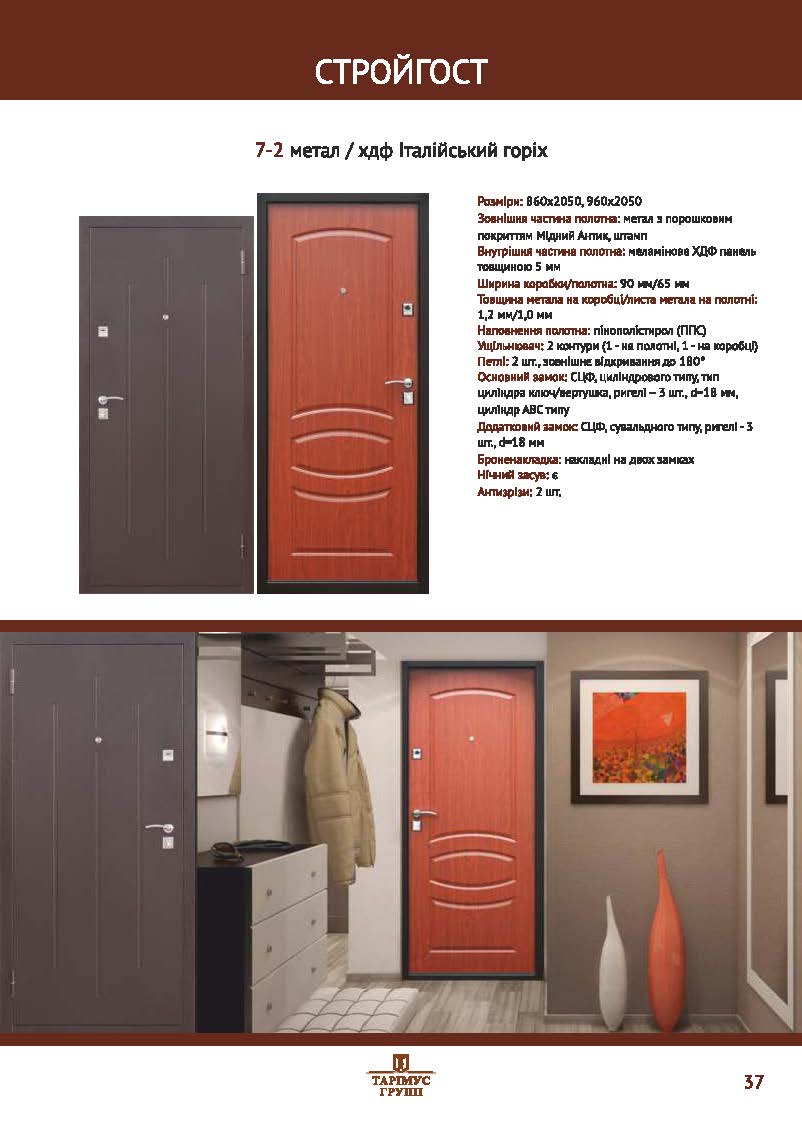 СТРОЙГОСТ
7-2 метал / хдф Італійський горіх
Розміри: 860х2050, 960х2050
Зовнішня частина полотна: метал з порошковим
покриттям Мідний Антик, штамп
Внутрішня частина полотна: меламінова ХДФ панель
товщиною 5 мм
Ширина коробки/полотна: 90 мм/65 мм
Товщина метала на коробці/листа метала на полотні:
1,2 мм/1,0 мм
Наповнення полотна: пінополістирол (ППС)
Ущільнювач: 2 контури (1 - на полотні, 1 - на коробці)
Петлі: 2 шт., зовнішнє відкривання до 180°
Основний замок: СЦФ, циліндрового типу, тип
циліндра ключ/вертушка, ригелі – 3 шт., d=18 мм,
циліндр АВС типу
Додатковий замок: СЦФ, сувальдного типу, ригелі - 3
шт., d=18 мм
Броненакладка: накладні на двох замках
Нічний засув: є
Антизрізи: 2 шт.
ТАРІМУС
ГРУПП
37